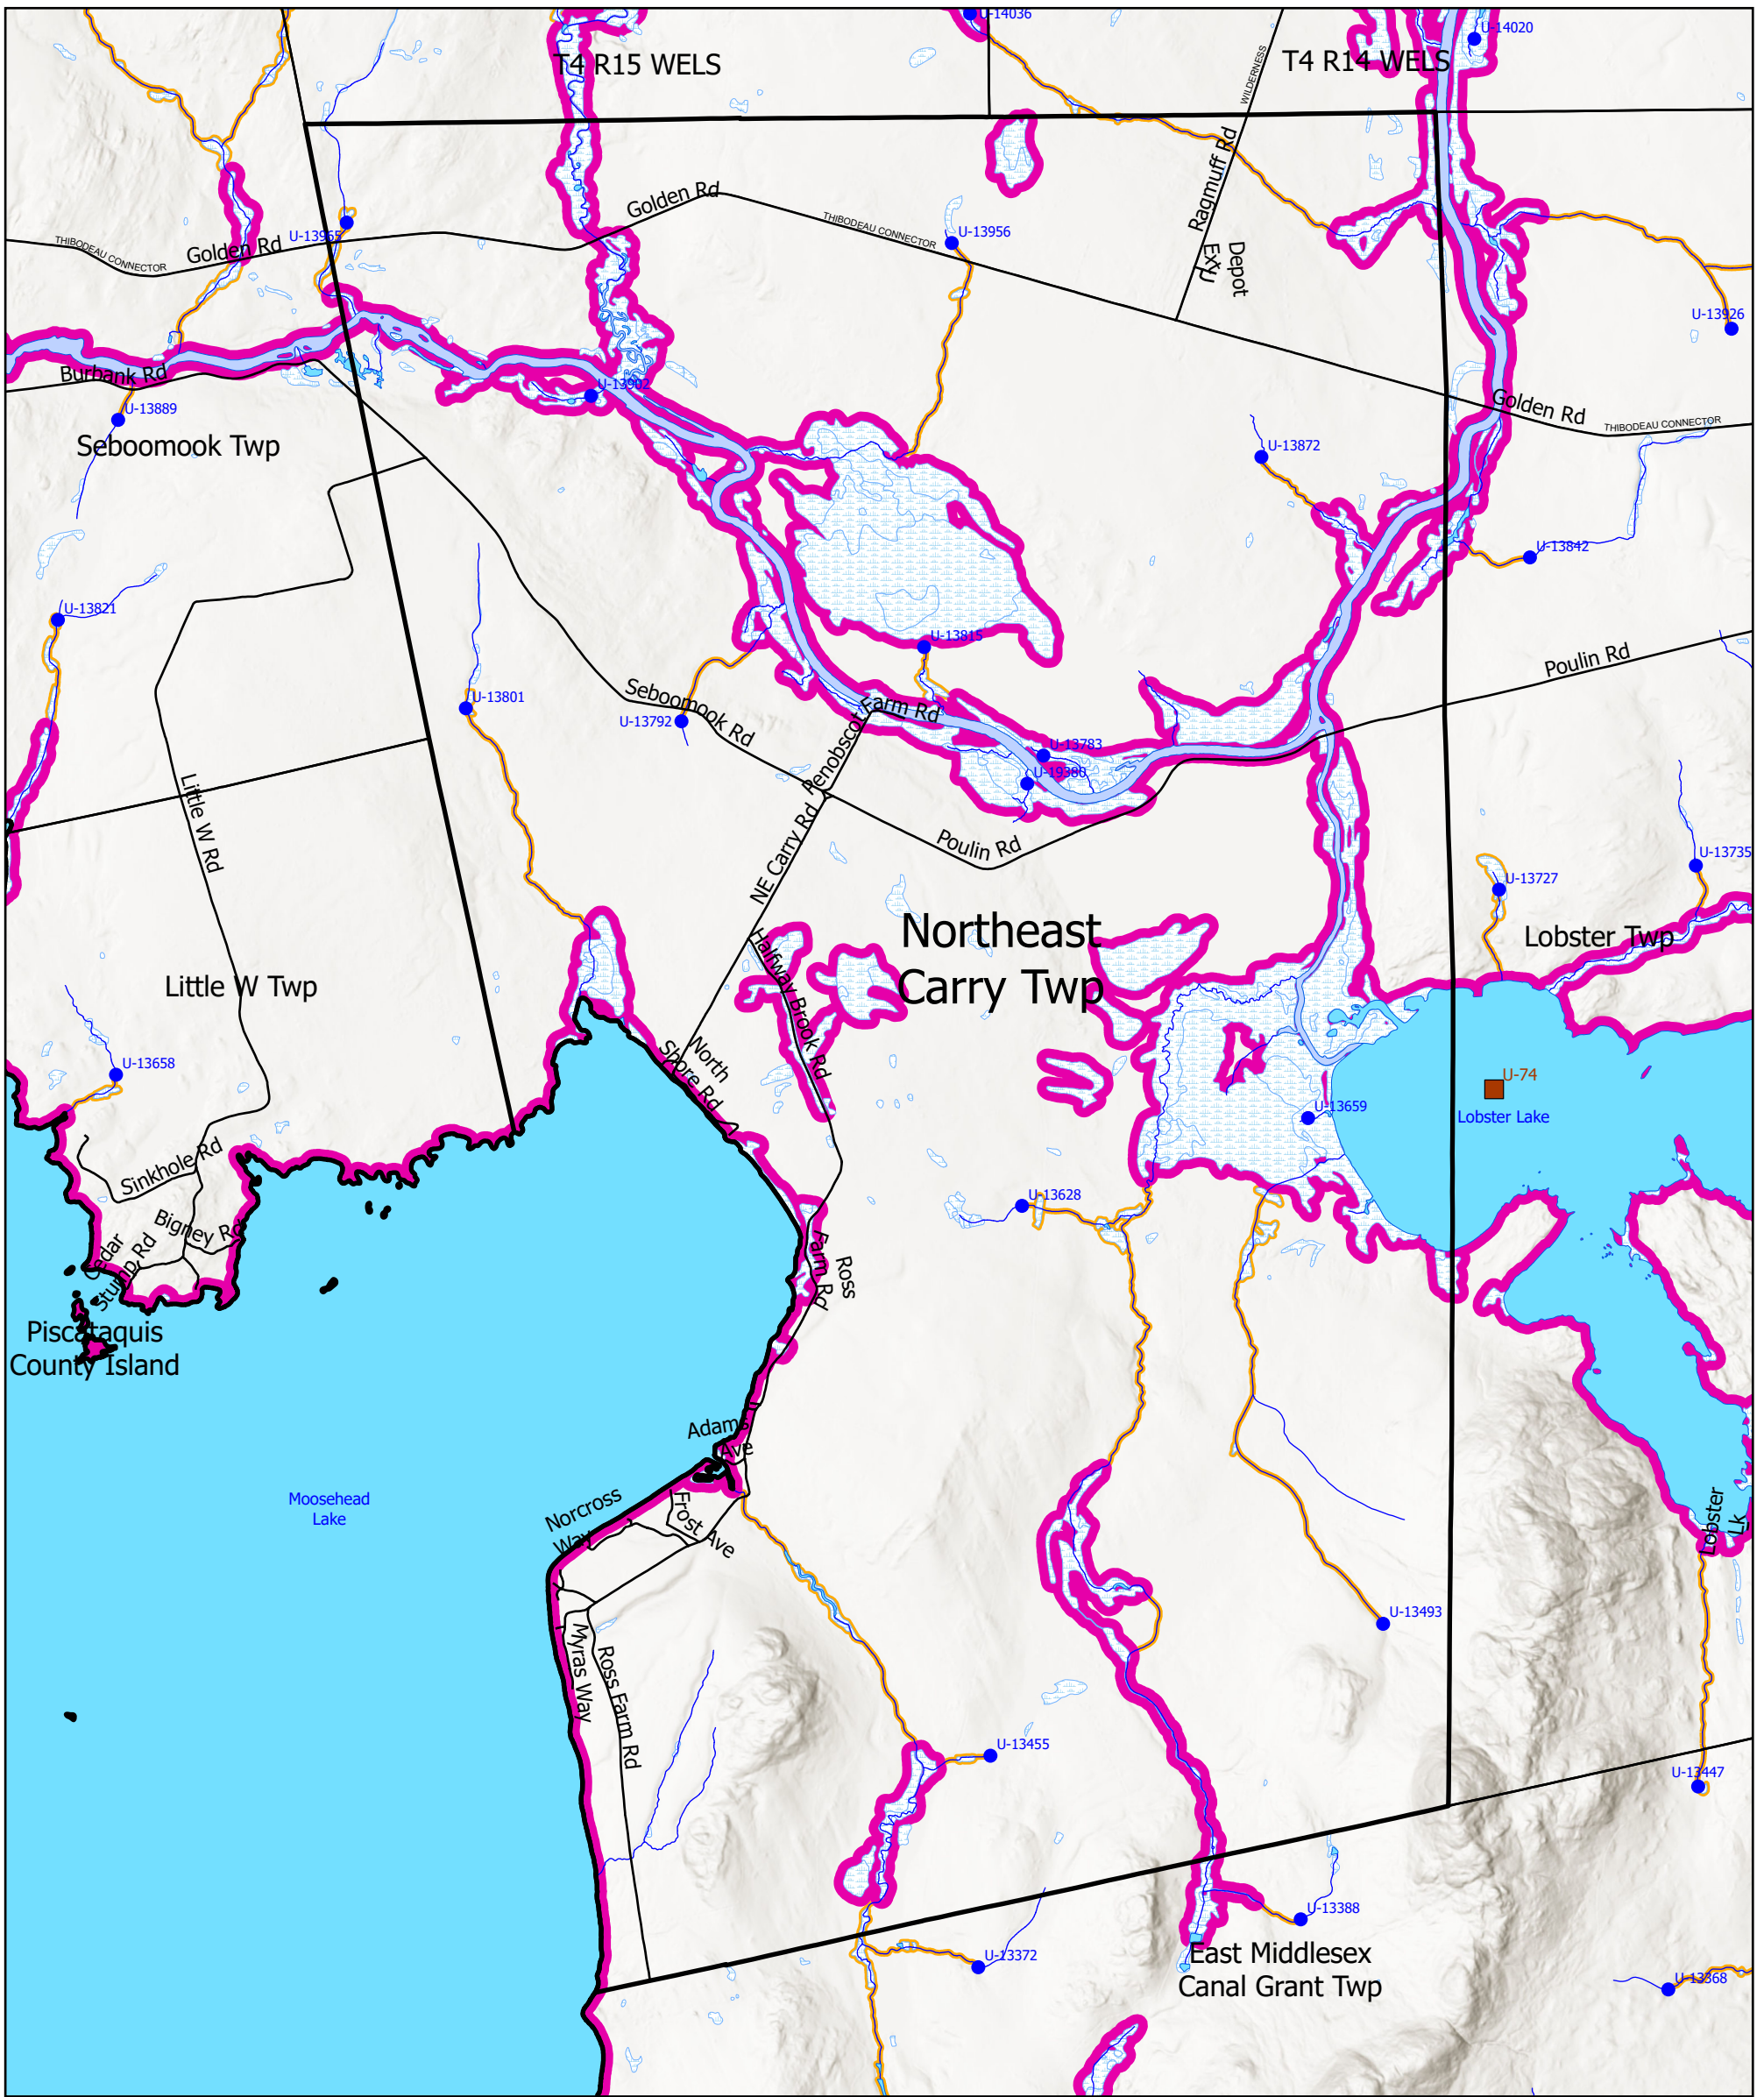 U-14036
U-14020
T4 R15 WELS
T4 R14 WELS
WILDERNESS
Ragmuff Rd
Golden Rd
THIBODEAU CONNECTOR
U-13956
U-13965
Golden Rd
THIBODEAU CONNECTOR
Depot
U-13926
Burbank Rd
U-13902
U-13889
Golden Rd
THIBODEAU CONNECTOR
Seboomook Twp
U-13872
U-13842
U-13821
U-13815
Poulin Rd
U-13801
Seboomook Rd
U-13792
Penobscot
Farm Rd
U-13783
U-19380
Little W Rd
NE Carry Rd
Poulin Rd
U-13735
U-13727
Northeast
Carry Twp
Lobster Twp
Halfway Brook Rd
Little W Twp
North
Shore Rd
U-13658
U-74
Lobster Lake
U-13659
Sinkhole Rd
U-13628
Bigney Rd
Cedar
Stump Rd
Ross
Farm Rd
Piscataquis
County Island
Adams
Ave
Moosehead
Lake
Norcross
Way
Frost Ave
Lobster
Lk
U-13493
Myras Way
Ross Farm Rd
U-13455
U-13447
U-13388
East Middlesex
Canal Grant Twp
U-13372
U-13368